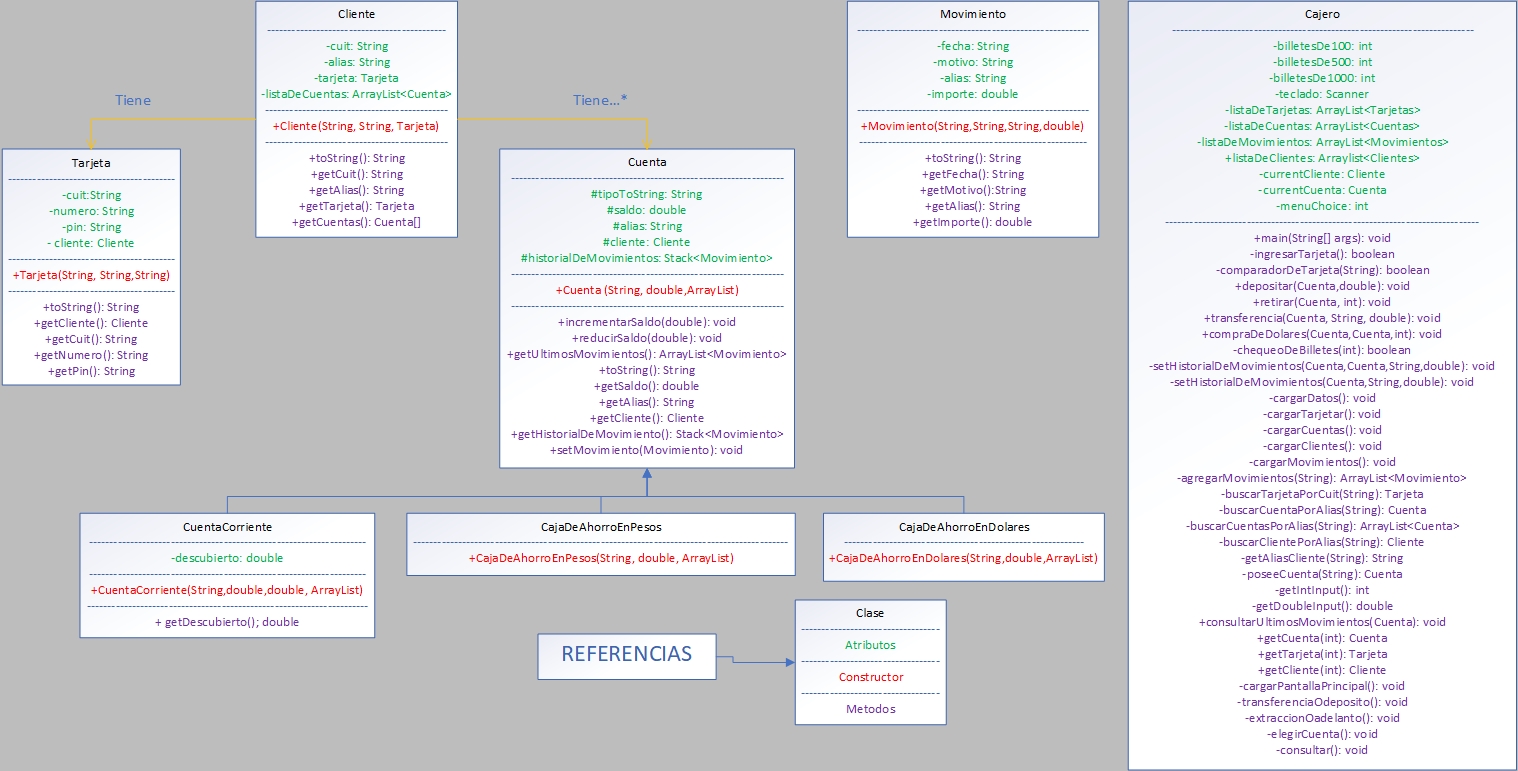 Cliente
-cuit: String
-alias: String
-tarjeta: Tarjeta
-listaDeCuentas: ArrayList<Cuenta>
+Cliente(String, String, Tarjeta)
+toString(): String
+getCuit(): String
+getAlias(): String
+getTarjeta(): Tarjeta
+getCuentas(): Cuenta[]
Tiene
Tiene...*
Tarjeta
-cuit:String
-numero: String
-pin: String
- cliente: Cliente
+Tarjeta(String, String,String)
+toString(): String
+getCliente(): Cliente
+getCuit(): String
+getNumero(): String
+getPin(): String
Cuenta
#tipoToString: String
#saldo: double
#alias: String
#cliente: Cliente
#historialDeMovimientos: Stack<Movimiento>
+Cuenta (String, double,ArrayList)
+incrementarSaldo(double): void
+reducirSaldo(double): void
+getUltimosMovimientos(): ArrayList<Movimiento>
+toString(): String
+getSaldo(): double
+getAlias(): String
+getCliente(): Cliente
+getHistorialDeMovimiento(): Stack<Movimiento>
+setMovimiento(Movimiento): void
Movimiento
-fecha: String
-motivo: String
-alias: String
-importe: double
+Movimiento(String,String,String,double)
+toString(): String
+getFecha(): String
+getMotivo():String
+getAlias(): String
+getImporte(): double
Cajero
-billetesDe100: int
-billetesDe500: int
-billetesDe1000: int
-teclado: Scanner
-listaDeTarjetas: ArrayList<Tarjetas>
-listaDeCuentas: ArrayList<Cuentas>
-listaDeMovimientos: ArrayList<Movimientos>
+listaDeClientes: Arraylist<Clientes>
-currentCliente: Cliente
-currentCuenta: Cuenta
-menuChoice: int
+main(String[] args): void
-ingresarTarjeta(): boolean
-comparadorDeTarjeta(String): boolean
+depositar(Cuenta,double): void
+retirar(Cuenta, int): void
+transferencia(Cuenta, String, double): void
+compraDeDolares(Cuenta,Cuenta,int): void
-chequeoDeBilletes(int): boolean
-setHistorialDeMovimientos(Cuenta,Cuenta,String,double): void
-setHistorialDeMovimientos(Cuenta,String,double): void
-cargarDatos(): void
-cargarTarjetar(): void
-cargarCuentas(): void
-cargarClientes(): void
-cargarMovimientos(): void
-agregarMovimientos(String): ArrayList<Movimiento>
-buscarTarjetaPorCuit(String): Tarjeta
-buscarCuentaPorAlias(String): Cuenta
-buscarCuentasPorAlias(String): ArrayList<Cuenta>
-buscarClientePorAlias(String): Cliente
-getAliasCliente(String): String
-poseeCuenta(String): Cuenta
-getIntInput(): int
-getDoubleInput(): double
+consultarUltimosMovimientos(Cuenta): void
+getCuenta(int): Cuenta
+getTarjeta(int): Tarjeta
+getCliente(int): Cliente
-cargarPantallaPrincipal(): void
-transferenciaOdeposito(): void
-extraccionOadelanto(): void
-elegirCuenta(): void
-consultar(): void
CuentaCorriente
-descubierto: double
+CuentaCorriente(String,double,double, ArrayList)
+ getDescubierto(); double
CajaDeAhorroEnPesos
+CajaDeAhorroEnPesos(String, double, ArrayList)
CajaDeAhorroEnDolares
+CajaDeAhorroEnDolares(String,double,ArrayList)
REFERENCIAS
Clase
Atributos
Constructor
Metodos